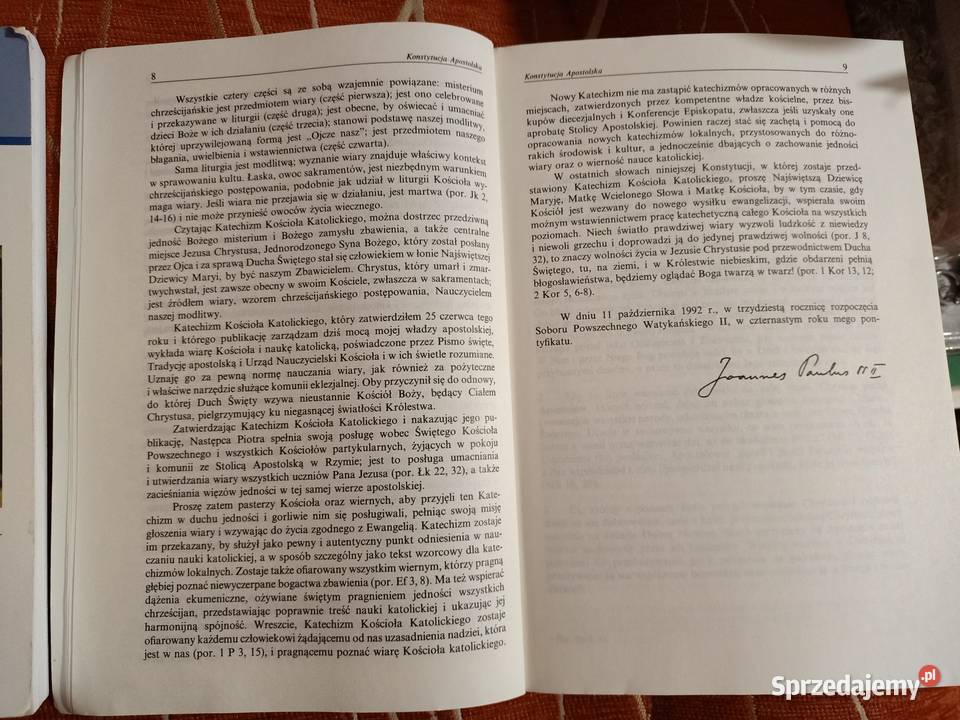 8
Konstytucja Apostolska
Wszystkie cztery części są ze sobą wzajemnie powiązane: misterium
chrześcijańskie jest przedmiotem wiary (część pierwsza); jest ono celebrowane
i przekazywane w liturgii (część druga); jest obecne, by oświecać i umacniać
dzieci Boże w ich działaniu (część trzecia); stanowi podstawę naszej modlitwy,
której uprzywilejowaną formą jest „Ojcze nasz"; jest przedmiotem naszego
błagania, uwielbienia i wstawiennictwa (część czwarta).
Sama liturgia jest modlitwą; wyznanie wiary znajduje właściwy kontekst
w sprawowaniu kultu. Łaska, owoc sakramentów, jest niezbędnym warunkiem
chrześcijańskiego postępowania, podobnie jak udział w liturgii Kościoła wy-
maga wiary. Jeśli wiara nie przejawia się w działaniu, jest martwa (por. Jk 2,
14-16) i nie może przynieść owoców życia wiecznego.
Czytając Katechizm Kościoła Katolickiego, można dostrzec przedziwną
jedność Bożego misterium i Bożego zamysłu zbawienia, a także centralne
miejsce Jezusa Chrystusa, Jednorodzonego Syna Bożego, który został posłany
przez Ojca i za sprawą Ducha Świętego stał się człowiekiem w łonie Najświętszej
Dziewicy Maryi, by być naszym Zbawicielem. Chrystus, który umarł i zmar-
twychwstał, jest zawsze obecny w swoim Kościele, zwłaszcza w sakramentach;
jest źródłem wiary, wzorem chrześcijańskiego postępowania, Nauczycielem
naszej modlitwy.
Katechizm Kościoła Katolickiego, który zatwierdziłem 25 czerwca tego
roku i którego publikację zarządzam dziś mocą mojej władzy apostolskiej,
wykłada wiarę Kościoła i naukę katolicką, poświadczone przez Pismo święte,
Tradycję apostolską i Urząd Nauczycielski Kościoła i w ich świetle rozumiane.
Uznaję go za pewną normę nauczania wiary, jak również za pożyteczne
i właściwe narzędzie służące komunii eklezjalnej. Oby przyczynił się do odnowy,
do której Duch Święty wzywa nieustannie Kościół Boży, będący Ciałem
Chrystusa, pielgrzymujący ku niegasnącej światłości Królestwa.
Zatwierdzając Katechizm Kościoła Katolickiego i nakazując jego pu-
blikację, Następca Piotra spełnia swoją posługę wobec Świętego Kościoła
Powszechnego i wszystkich Kościołów partykularnych, żyjących w pokoju
i komunii ze Stolicą Apostolską w Rzymie; jest to posługa umacniania
i utwierdzania wiary wszystkich uczniów Pana Jezusa (por. Łk 22, 32), a także
zacieśniania więzów jedności w tej samej wierze apostolskiej.
Proszę zatem pasterzy Kościoła oraz wiernych, aby przyjęli ten Kate-
chizm w duchu jedności i gorliwie nim się posługiwali, pełniąc swoją misję
głoszenia wiary i wzywając do życia zgodnego z Ewangelią. Katechizm zostaje
im przekazany, by służył jako pewny i autentyczny punkt odniesienia w nau-
czaniu nauki katolickiej, a w sposób szczególny jako tekst wzorcowy dla kate-
chizmów lokalnych. Zostaje także ofiarowany wszystkim wiernym, którzy pragną
głębiej poznać niewyczerpane bogactwa zbawienia (por. Ef 3, 8). Ma też wspierać
dążenia ekumeniczne, ożywiane świętym pragnieniem jedności wszystkich
chrześcijan, przedstawiając poprawnie treść nauki katolickiej i ukazując jej
harmonijną spójność. Wreszcie, Katechizm Kościoła Katolickiego zostaje
ofiarowany każdemu człowiekowi żądającemu od nas uzasadnienia nadziei, która
jest w nas (por. 1 P 3, 15), i pragnącemu poznać wiarę Kościoła katolickiego.
Konstytucja Apostolska
9
Nowy Katechizm nie ma zastąpić katechizmów opracowanych w różnych
miejscach, zatwierdzonych przez kompetentne władze kościelne, przez bis-
kupów diecezjalnych i Konferencje Episkopatu, zwłaszcza jeśli uzyskały one
aprobatę Stolicy Apostolskiej. Powinien raczej stać się zachętą i pomocą do
opracowania nowych katechizmów lokalnych, przystosowanych do różno-
rakich środowisk i kultur, a jednocześnie dbających o zachowanie jedności
wiary oraz o wierność nauce katolickiej.
W ostatnich słowach niniejszej Konstytucji, w której zostaje przed-
stawiony Katechizm Kościoła Katolickiego, proszę Najświętszą Dziewicę
Maryję, Matkę Wcielonego Słowa i Matkę Kościoła, by w tym czasie, gdy
Kościół jest wezwany do nowego wysiłku ewangelizacji, wspierała swoim
możnym wstawiennictwem pracę katechetyczną całego Kościoła na wszystkich
poziomach. Niech światło prawdziwej wiary wyzwoli ludzkość z niewiedzy
i niewoli grzechu i doprowadzi ją do jedynej prawdziwej wolności (por. J 8,
32), to znaczy wolności życia w Jezusie Chrystusie pod przewodnictwem Ducha
Świętego, tu, na ziemi, i w Królestwie niebieskim, gdzie obdarzeni pełnią
błogosławieństwa, będziemy oglądać Boga twarzą w twarz! (por. 1 Kor 13, 12;
2 Kor 5, 6-8).
W dniu 11 października 1992 r., w trzydziestą rocznicę rozpoczęcia
Soboru Powszechnego Watykańskiego II, w czternastym roku mego pon-
tyfikatu.
Joannes Paulus PP II
Sprzedajemy.pl